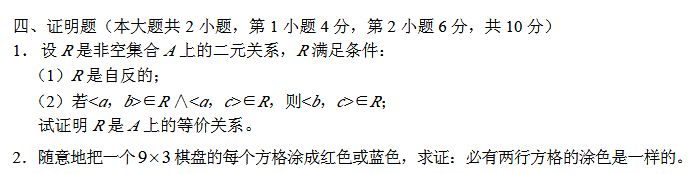 四、证明题（本大题共 2 小题，第 1 小题 4 分，第 2 小题 6 分，共 10 分）
1． 设 R 是非空集合 A 上的二元关系，R 满足条件：
（1）R 是自反的；
（2）若<a，b>∈R∧<a，c>∈R，则<b，c>∈R；
试证明 R 是 A 上的等价关系。
2．随意地把一个 9×3 棋盘的每个方格涂成红色或蓝色，求证：必有两行方格的涂色是一样的。